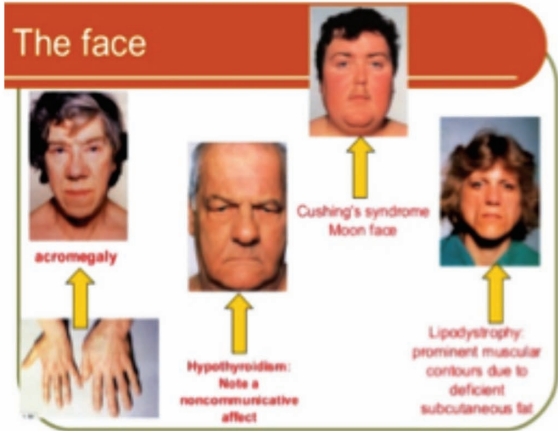 The face
Cushing's syndrome
Moon face
acromegaly
Hypothyroidism:
Note a
noncommunicative
affect
Lipodystrophy:
prominent muscular
contours due to
deficient
subcutaneous fat